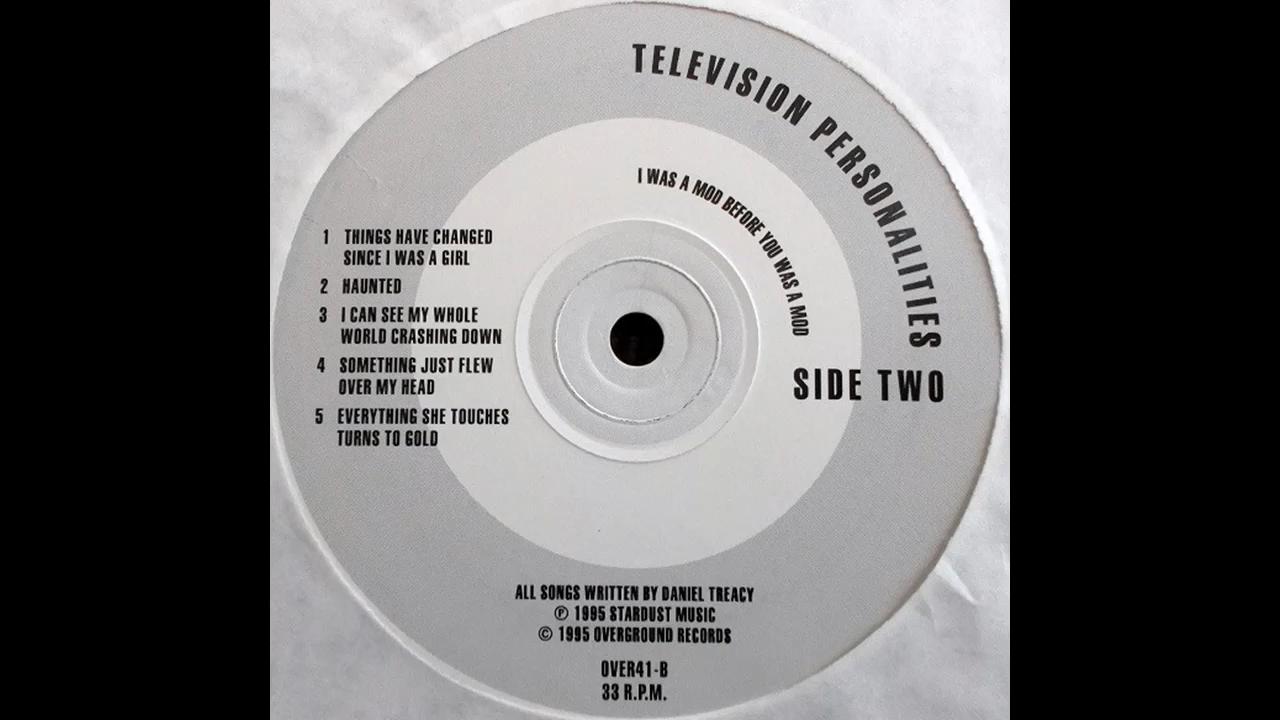 TELEVISION PERSONALITIES
I WAS A MOD BEFORE YOU WAS A MOD
SIDE TWO
1 THINGS HAVE CHANGED
SINCE I WAS A GIRL
2 HAUNTED
3 I CAN SEE MY WHOLE
WORLD CRASHING DOWN
4 SOMETHING JUST FLEW
OVER MY HEAD
5 EVERYTHING SHE TOUCHES
TURNS TO GOLD
ALL SONGS WRITTEN BY DANIEL TREACY
℗ 1995 STARDUST MUSIC
© 1995 OVERGROUND RECORDS
OVER41-B
33 R.P.M.